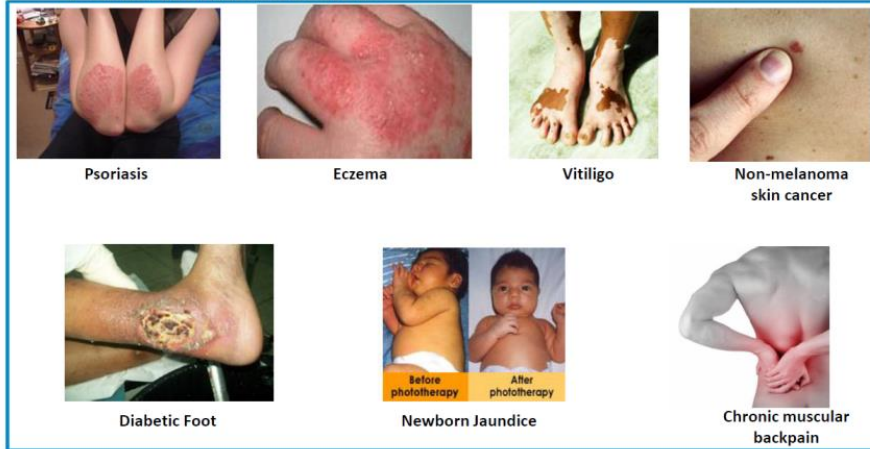 Psoriasis
Eczema
Vitiligo
Non-melanoma
skin cancer
Before
phototherapy
After
phototherapy
Diabetic Foot
Newborn Jaundice
Chronic muscular
backpain